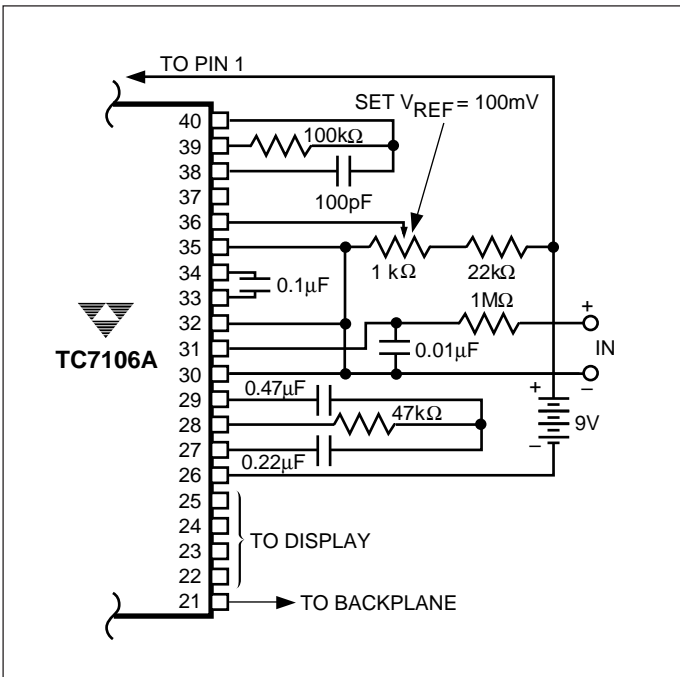 TO PIN 1
SET VREF = 100mV
40
39
100kΩ
38
100pF
37
36
35
1 kΩ
22kΩ
34
0.1µF
33
1MΩ
32
+
31
0.01µF
IN
TC7106A
30
–
29
0.47µF
+
28
47kΩ
9V
27
0.22µF
–
26
25
24
TO DISPLAY
23
22
21
TO BACKPLANE